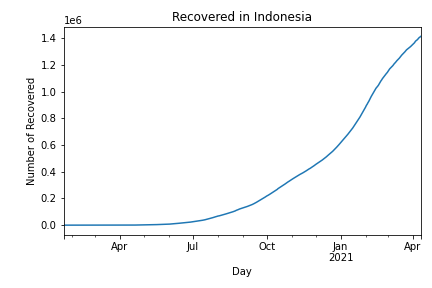 Recovered in Indonesia
1e6
1.4
1.2
1.0
0.8
0.6
0.4
0.2
0.0
Number of Recovered
Apr Jul Oct Jan Apr
2021
Day